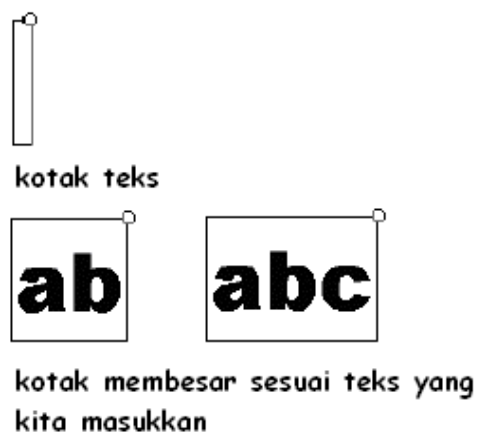 kotak teks
ab abc
kotak membesar sesuai teks yang
kita masukkan